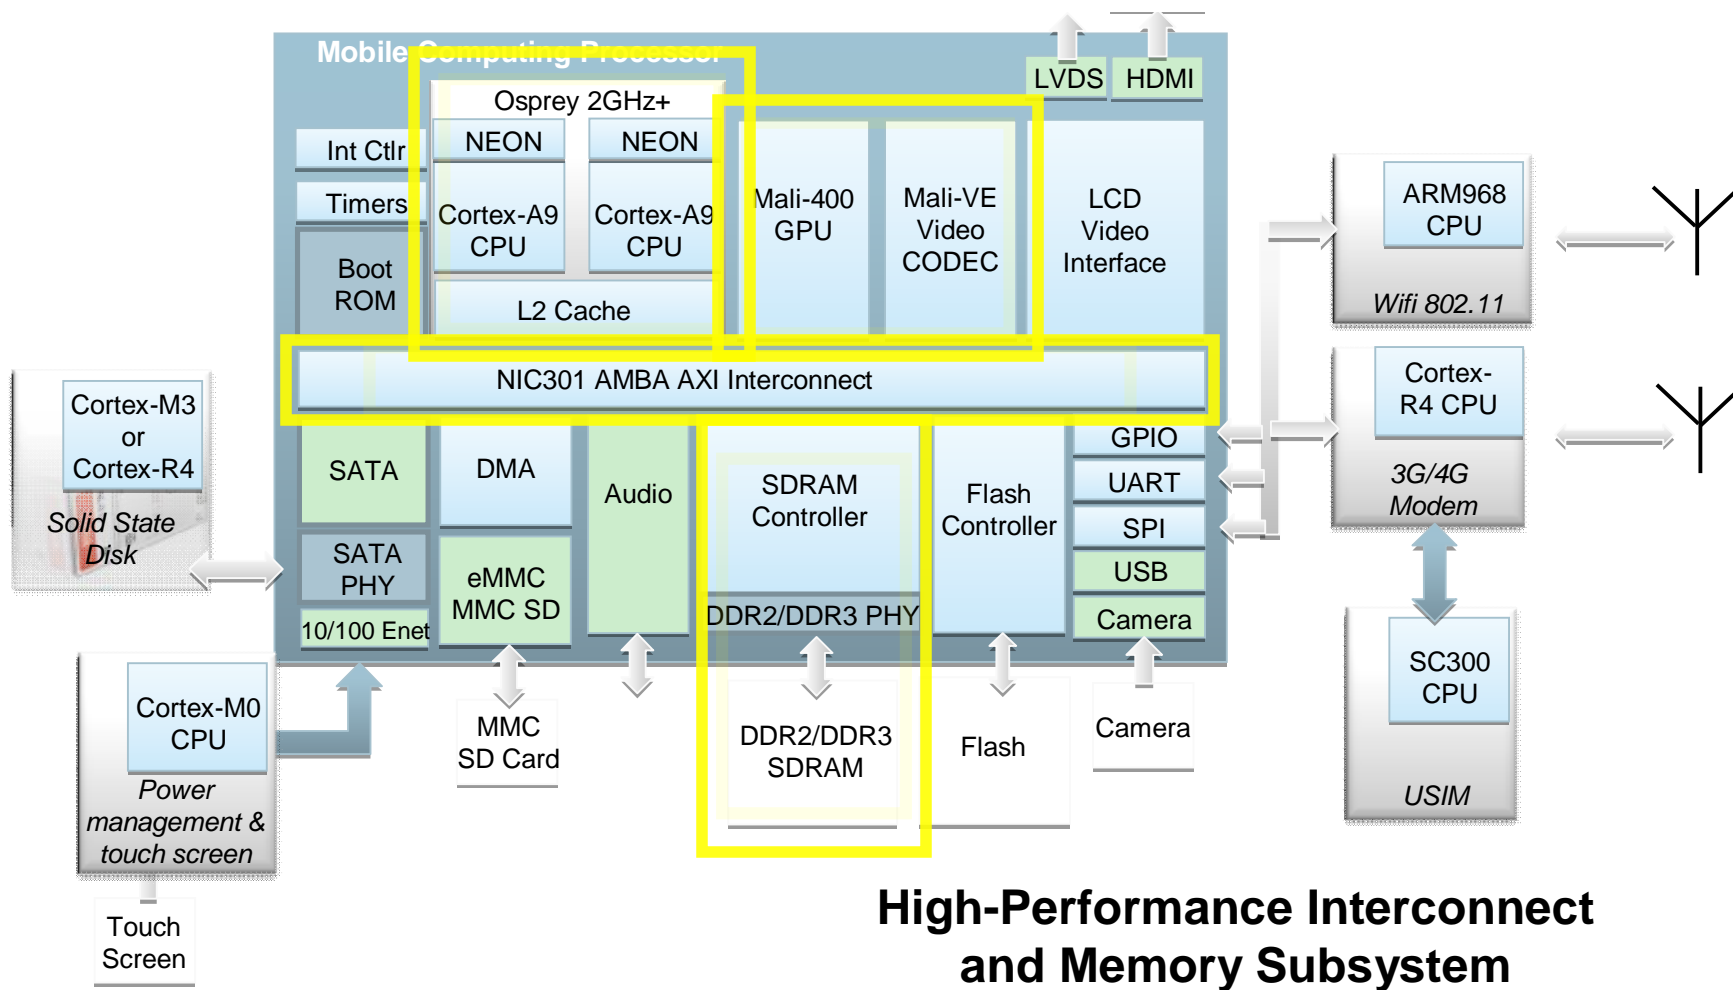 Mobile Computing Processor
LVDS
HDMI
Osprey 2GHz+
NEON
NEON
Int Ctlr
Timers
Cortex-A9
CPU
Cortex-A9
CPU
Mali-400
GPU
Mali-VE
Video
CODEC
LCD
Video
Interface
Boot
ROM
L2 Cache
ARM968
CPU
Wifi 802.11
NIC301 AMBA AXI Interconnect
Cortex-M3
or
Cortex-R4
Solid State
Disk
Cortex-
R4 CPU
3G/4G
Modem
SATA
DMA
Audio
SDRAM
Controller
Flash
Controller
GPIO
UART
SPI
USB
Camera
SATA
PHY
eMMC
MMC SD
DDR2/DDR3 PHY
10/100 Enet
SC300
CPU
USIM
Cortex-M0
CPU
Power
management &
touch screen
MMC
SD Card
DDR2/DDR3
SDRAM
Flash
Camera
Touch
Screen
High-Performance Interconnect
and Memory Subsystem